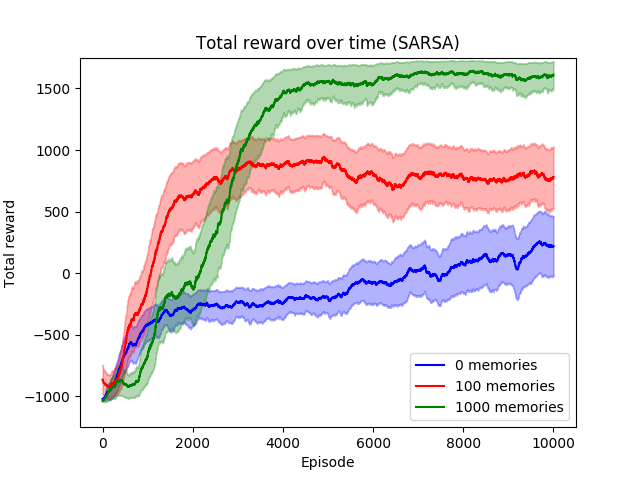 Total reward over time (SARSA)
Total reward
1500
1000
500
0
−500
−1000
0 2000 4000 6000 8000 10000
Episode
0 memories
100 memories
1000 memories